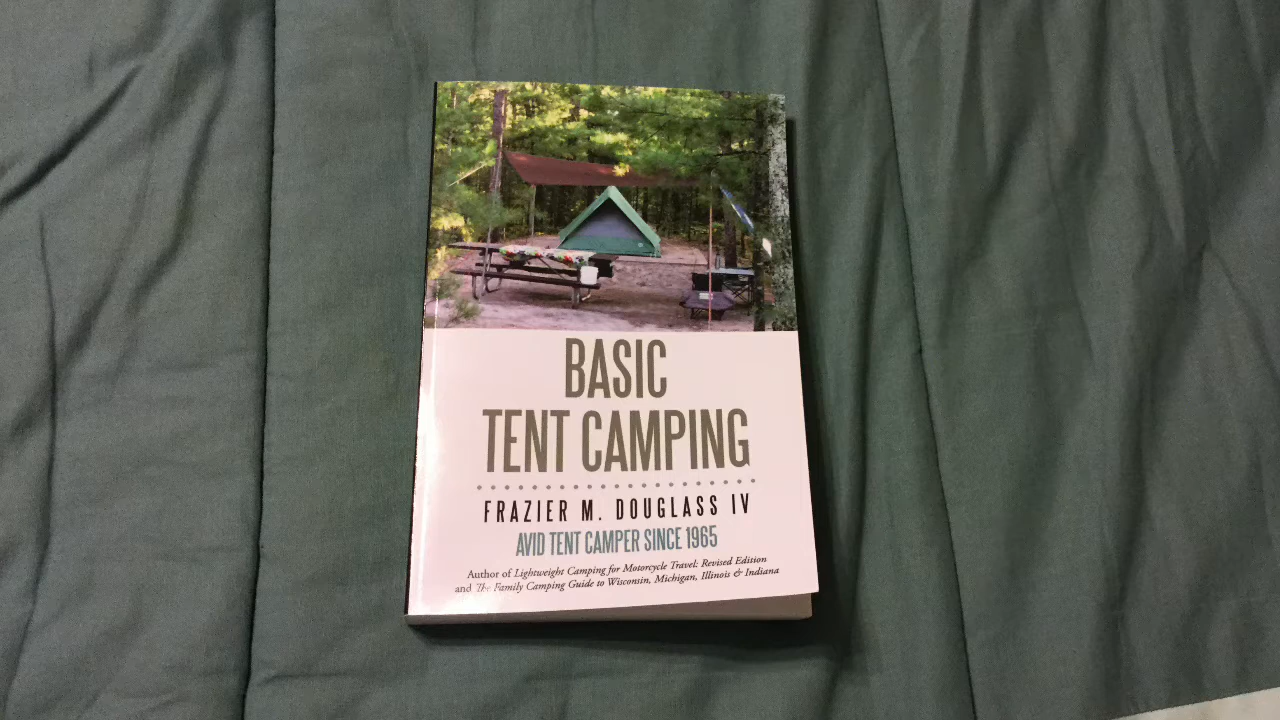 BASIC
TENT CAMPING
FRAZIER M. DOUGLASS IV
AVID TENT CAMPER SINCE 1965
Author of Lightweight Camping for Motorcycle Travel: Revised Edition
and The Family Camping Guide to Wisconsin, Michigan, Illinois & Indiana